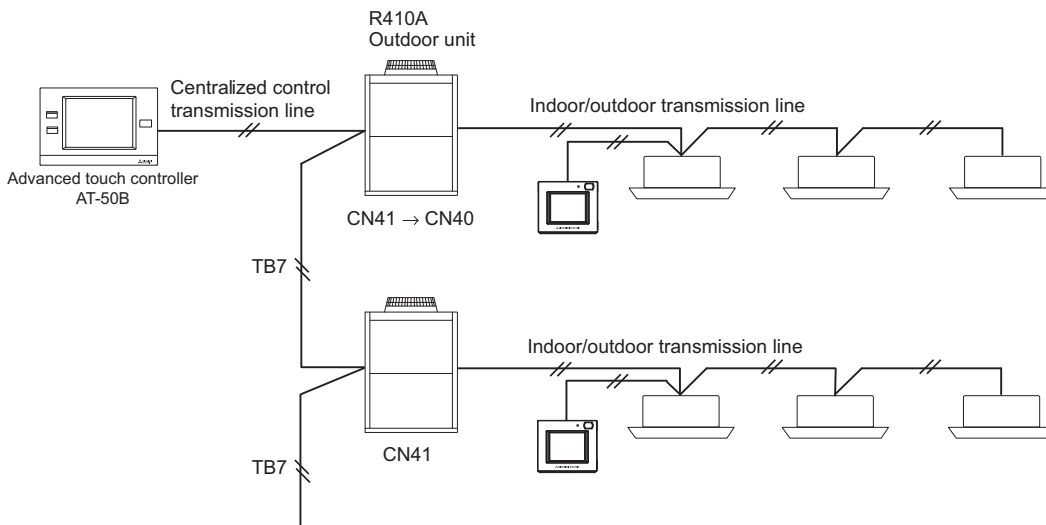 R410A
Outdoor unit
Centralized control
transmission line
Indoor/outdoor transmission line
Advanced touch controller
AT-50B
CN41 → CN40
TB7
Indoor/outdoor transmission line
CN41
TB7